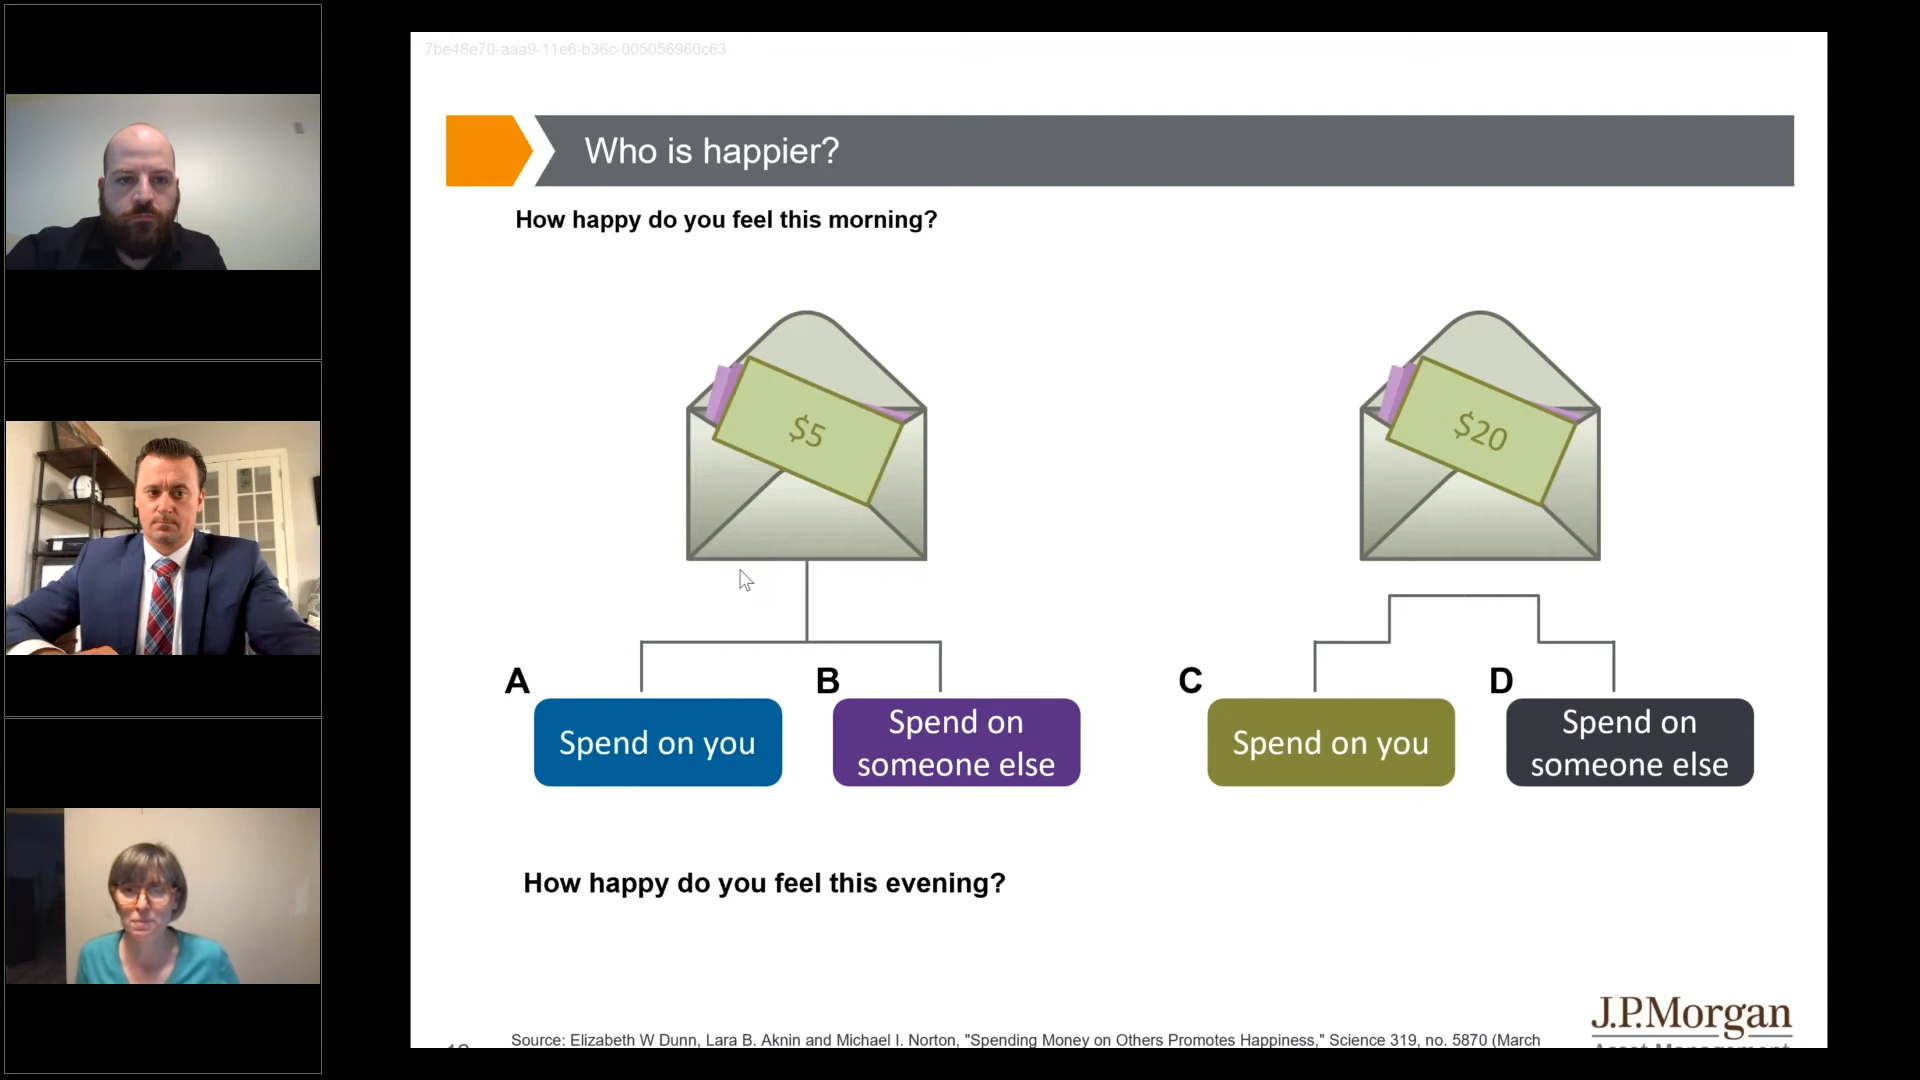 7be48e70-aaa9-11e6-b36c-005056960c63
Who is happier?
How happy do you feel this morning?
$5
$20
A
B
C
D
Spend on you
Spend on
someone else
Spend on you
Spend on
someone else
How happy do you feel this evening?
J.P.Morgan
Asset Management
Source: Elizabeth W Dunn, Lara B. Aknin and Michael I. Norton, "Spending Money on Others Promotes Happiness," Science 319, no. 5870 (March